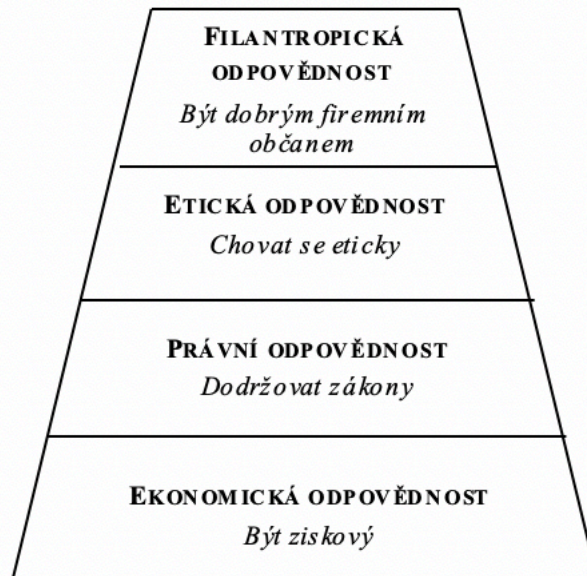 FILANTROPICKÁ
ODPOVĚDNOST
Být dobrým firemním
občanem
ETICKÁ ODPOVĚDNOST
Chovat se eticky
PRÁVNÍ ODPOVĚDNOST
Dodržovat zákony
EKONOMICKÁ ODPOVĚDNOST
Být ziskový